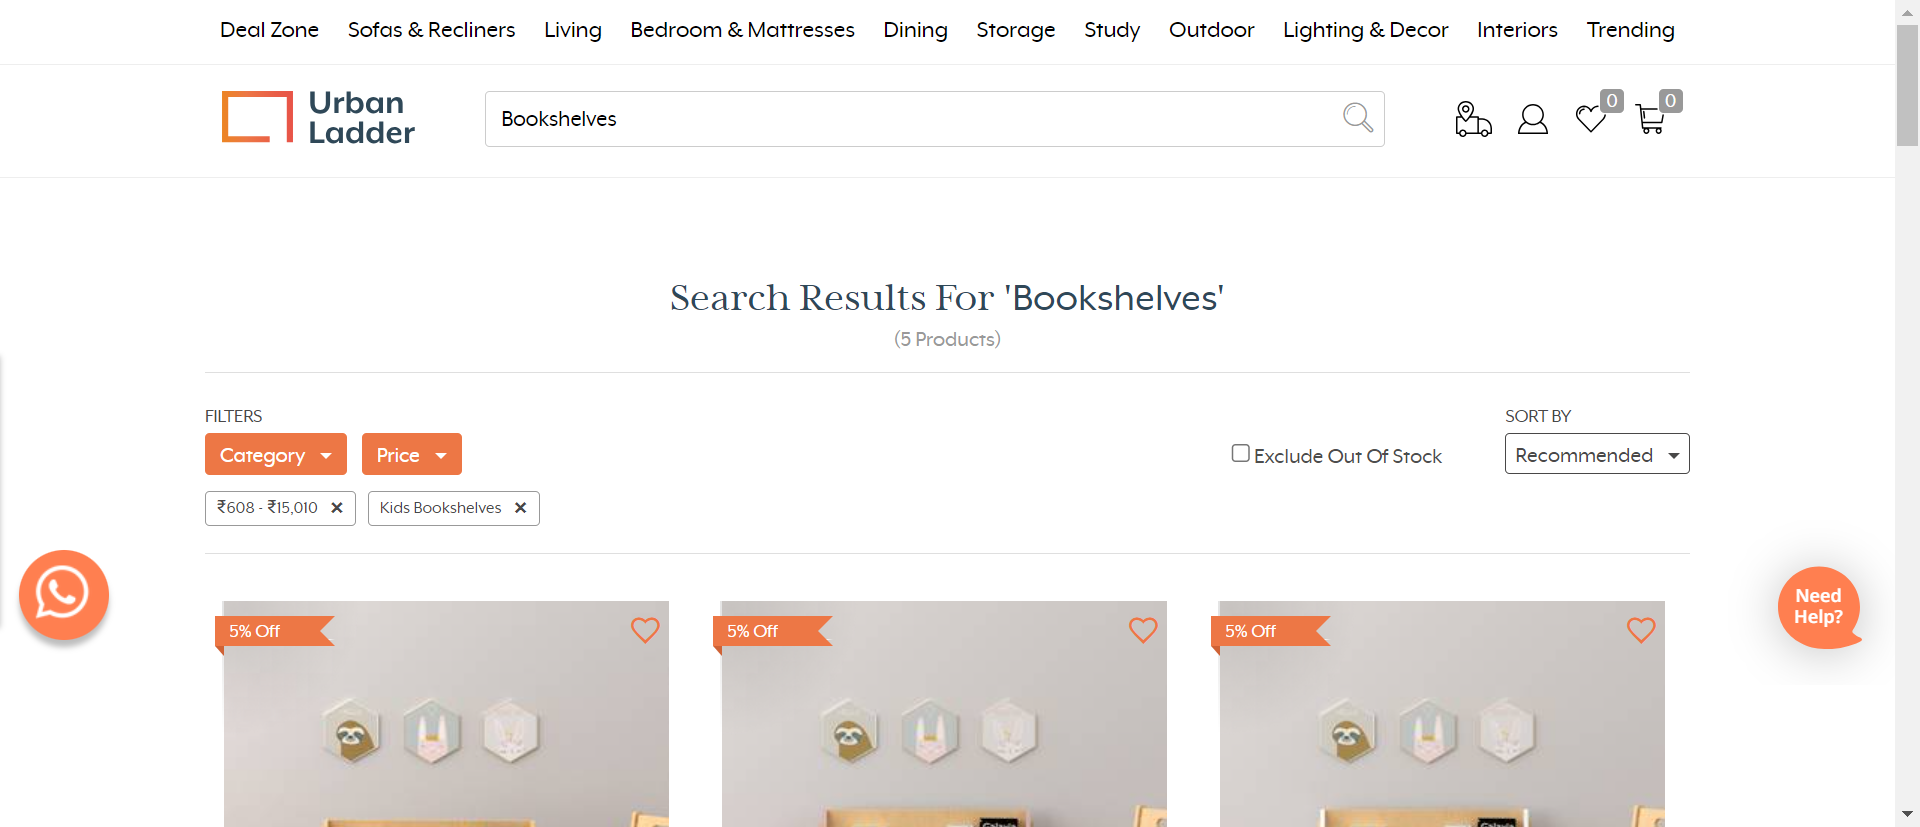 Deal Zone Sofas & Recliners Living Bedroom & Mattresses Dining Storage Study Outdoor Lighting & Decor Interiors Trending
Urban
Ladder
Bookshelves
0
0
Search Results For 'Bookshelves'
(5 Products)
FILTERS
SORT BY
Category
Price
Exclude Out Of Stock
Recommended
₹608 - ₹15,010
Kids Bookshelves
Need
Help?
5% Off
5% Off
5% Off